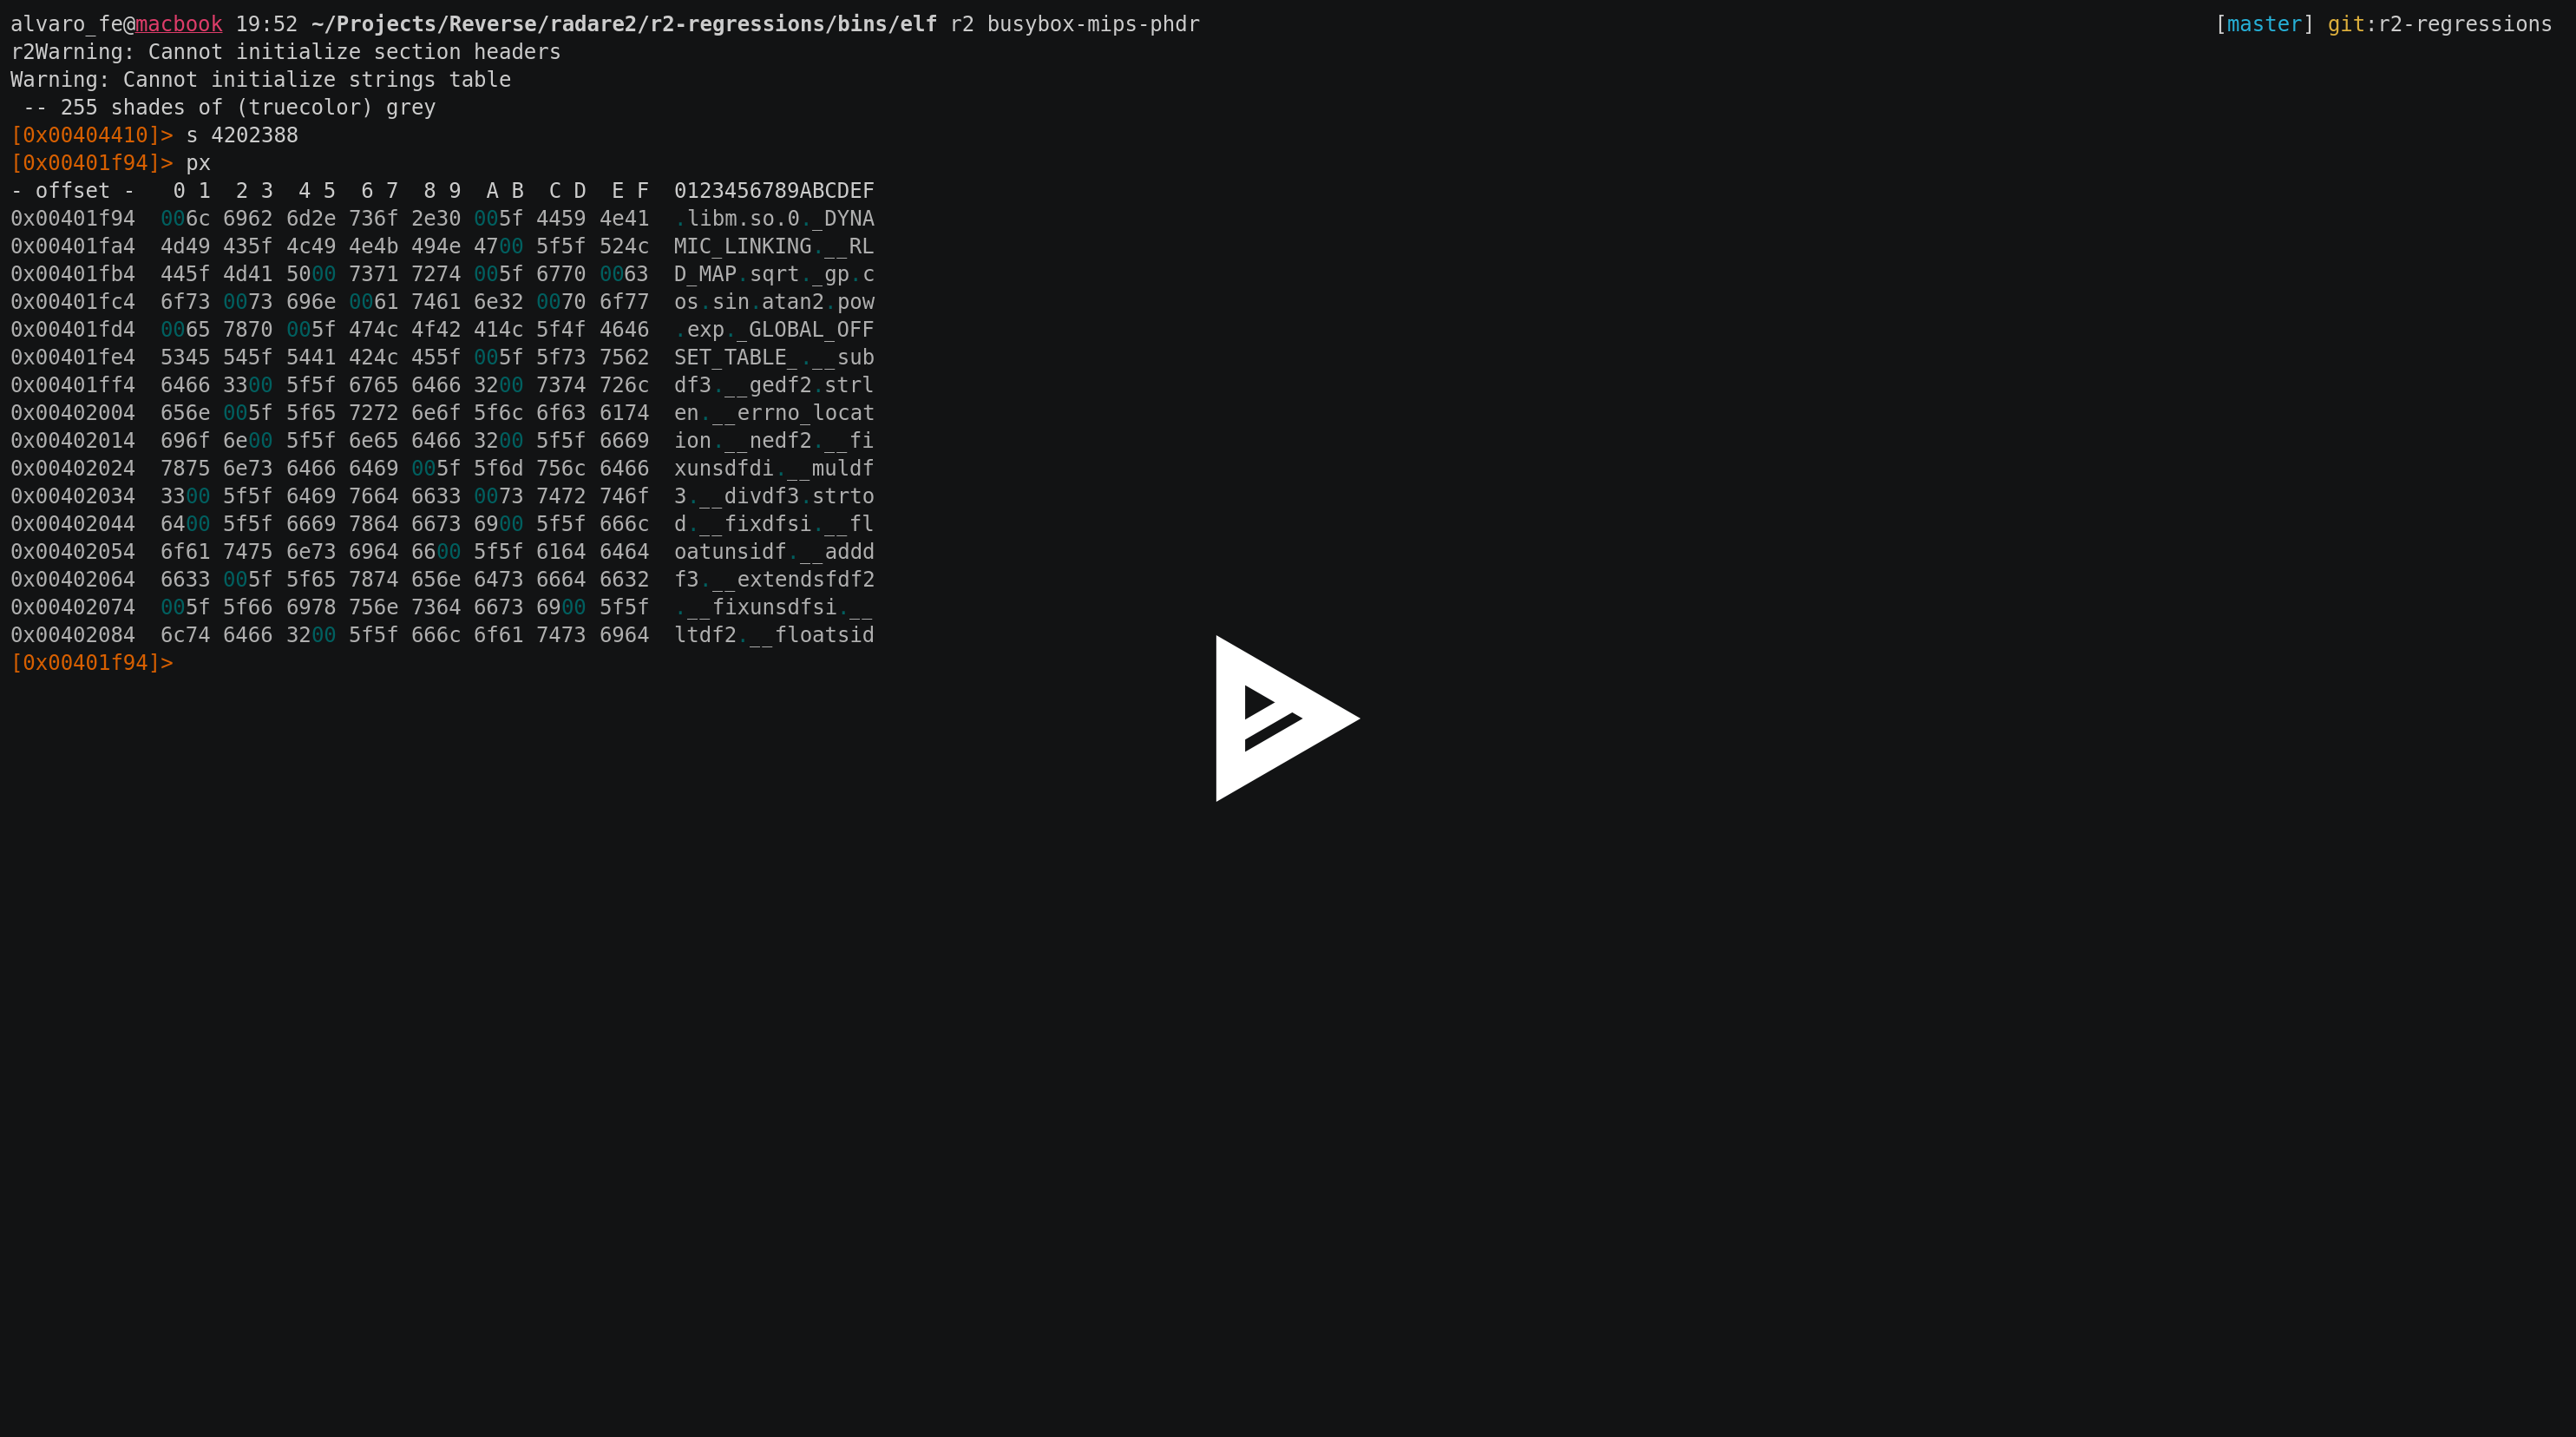 alvaro_fe@macbook 19:52 ~/Projects/Reverse/radare2/r2-regressions/bins/elf r2 busybox-mips-phdr [master] git:r2-regressions
r2Warning: Cannot initialize section headers
Warning: Cannot initialize strings table
 -- 255 shades of (truecolor) grey
[0x00404410]> s 4202388
[0x00401f94]> px
- offset -   0 1  2 3  4 5  6 7  8 9  A B  C D  E F  0123456789ABCDEF
0x00401f94  006c 6962 6d2e 736f 2e30 005f 4459 4e41  .libm.so.0._DYNA
0x00401fa4  4d49 435f 4c49 4e4b 494e 4700 5f5f 524c  MIC_LINKING.__RL
0x00401fb4  445f 4d41 5000 7371 7274 005f 6770 0063  D_MAP.sqrt._gp.c
0x00401fc4  6f73 0073 696e 0061 7461 6e32 0070 6f77  os.sin.atan2.pow
0x00401fd4  0065 7870 005f 474c 4f42 414c 5f4f 4646  .exp._GLOBAL_OFF
0x00401fe4  5345 545f 5441 424c 455f 005f 5f73 7562  SET_TABLE_.__sub
0x00401ff4  6466 3300 5f5f 6765 6466 3200 7374 726c  df3.__gedf2.strl
0x00402004  656e 005f 5f65 7272 6e6f 5f6c 6f63 6174  en.__errno_locat
0x00402014  696f 6e00 5f5f 6e65 6466 3200 5f5f 6669  ion.__nedf2.__fi
0x00402024  7875 6e73 6466 6469 005f 5f6d 756c 6466  xunsdfdi.__muldf
0x00402034  3300 5f5f 6469 7664 6633 0073 7472 746f  3.__divdf3.strto
0x00402044  6400 5f5f 6669 7864 6673 6900 5f5f 666c  d.__fixdfsi.__fl
0x00402054  6f61 7475 6e73 6964 6600 5f5f 6164 6464  oatunsidf.__addd
0x00402064  6633 005f 5f65 7874 656e 6473 6664 6632  f3.__extendsfdf2
0x00402074  005f 5f66 6978 756e 7364 6673 6900 5f5f  .__fixunsdfsi.__
0x00402084  6c74 6466 3200 5f5f 666c 6f61 7473 6964  ltdf2.__floatsid
[0x00401f94]>